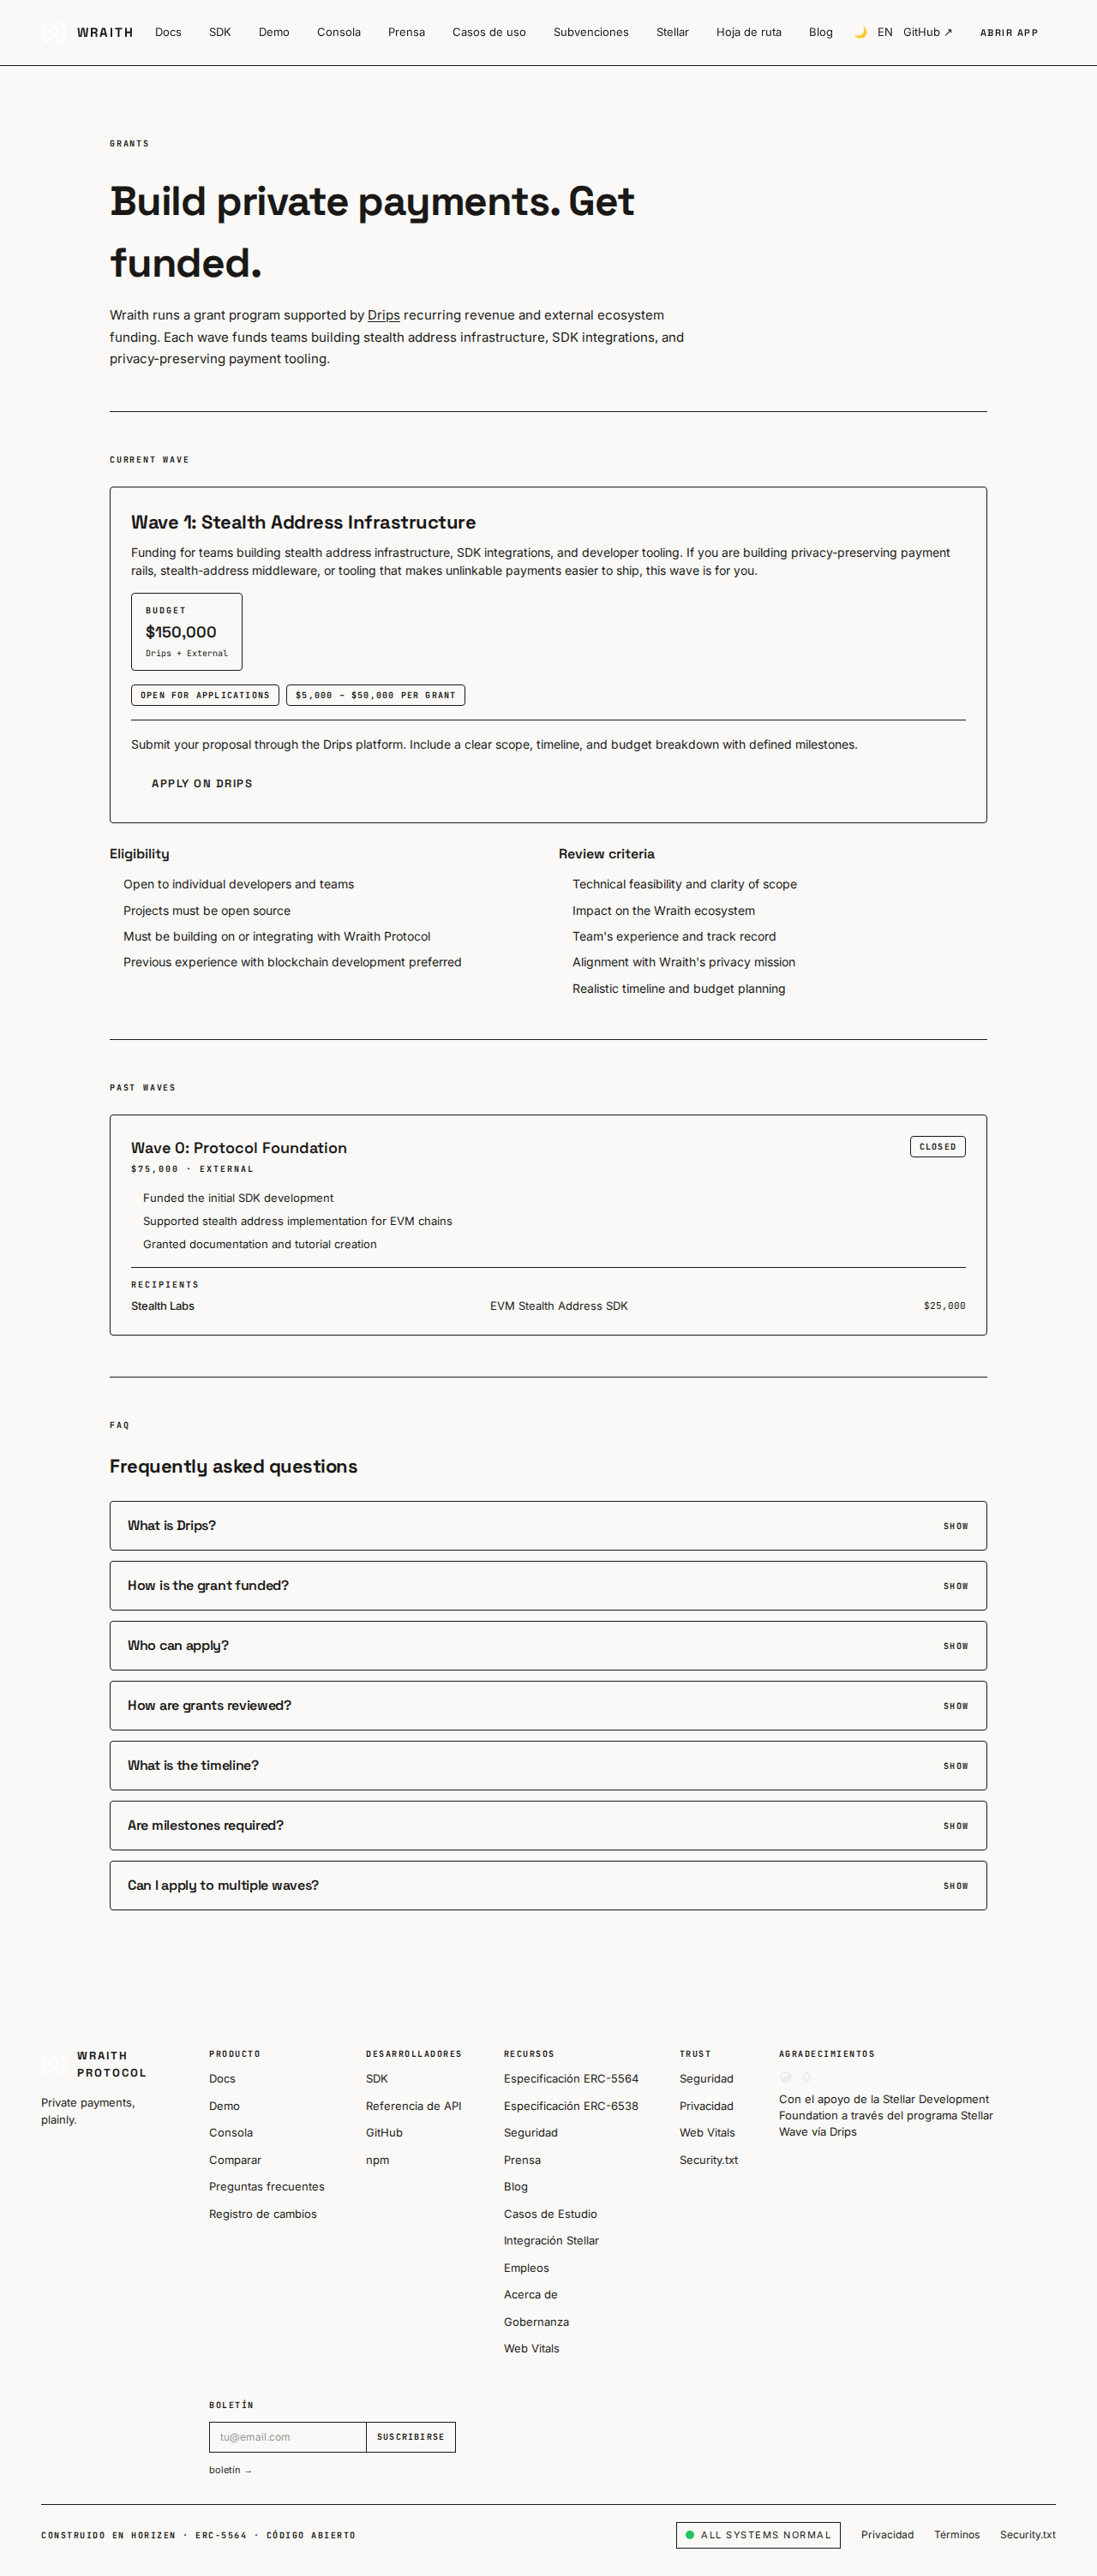 WRAITH Docs SDK Demo Consola Prensa Casos de uso Subvenciones Stellar Hoja de ruta Blog 🌙 EN GitHub ↗ ABRIR APP
GRANTS
Build private payments. Get
funded.
Wraith runs a grant program supported by Drips recurring revenue and external ecosystem
funding. Each wave funds teams building stealth address infrastructure, SDK integrations, and
privacy-preserving payment tooling.
CURRENT WAVE
Wave 1: Stealth Address Infrastructure
Funding for teams building stealth address infrastructure, SDK integrations, and developer tooling. If you are building privacy-preserving payment
rails, stealth-address middleware, or tooling that makes unlinkable payments easier to ship, this wave is for you.
BUDGET
$150,000
Drips + External
OPEN FOR APPLICATIONS $5,000 – $50,000 PER GRANT
Submit your proposal through the Drips platform. Include a clear scope, timeline, and budget breakdown with defined milestones.
APPLY ON DRIPS
Eligibility
Open to individual developers and teams
Projects must be open source
Must be building on or integrating with Wraith Protocol
Previous experience with blockchain development preferred
Review criteria
Technical feasibility and clarity of scope
Impact on the Wraith ecosystem
Team's experience and track record
Alignment with Wraith's privacy mission
Realistic timeline and budget planning
PAST WAVES
Wave 0: Protocol Foundation CLOSED
$75,000 · EXTERNAL
Funded the initial SDK development
Supported stealth address implementation for EVM chains
Granted documentation and tutorial creation
RECIPIENTS
Stealth Labs EVM Stealth Address SDK $25,000
FAQ
Frequently asked questions
What is Drips? SHOW
How is the grant funded? SHOW
Who can apply? SHOW
How are grants reviewed? SHOW
What is the timeline? SHOW
Are milestones required? SHOW
Can I apply to multiple waves? SHOW
WRAITH
PROTOCOL
Private payments,
plainly.
PRODUCTO
Docs
Demo
Consola
Comparar
Preguntas frecuentes
Registro de cambios
DESARROLLADORES
SDK
Referencia de API
GitHub
npm
RECURSOS
Especificación ERC-5564
Especificación ERC-6538
Seguridad
Prensa
Blog
Casos de Estudio
Integración Stellar
Empleos
Acerca de
Gobernanza
Web Vitals
TRUST
Seguridad
Privacidad
Web Vitals
Security.txt
AGRADECIMIENTOS
Con el apoyo de la Stellar Development
Foundation a través del programa Stellar
Wave vía Drips
BOLETÍN
tu@email.com SUSCRIBIRSE
boletín →
CONSTRUIDO EN HORIZEN · ERC-5564 · CÓDIGO ABIERTO ALL SYSTEMS NORMAL Privacidad Términos Security.txt